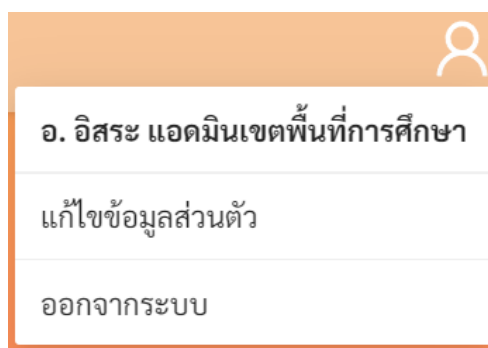 อ. อิสระ แอดมินเขตพื้นที่การศึกษา
แก้ไขข้อมูลส่วนตัว
ออกจากระบบ